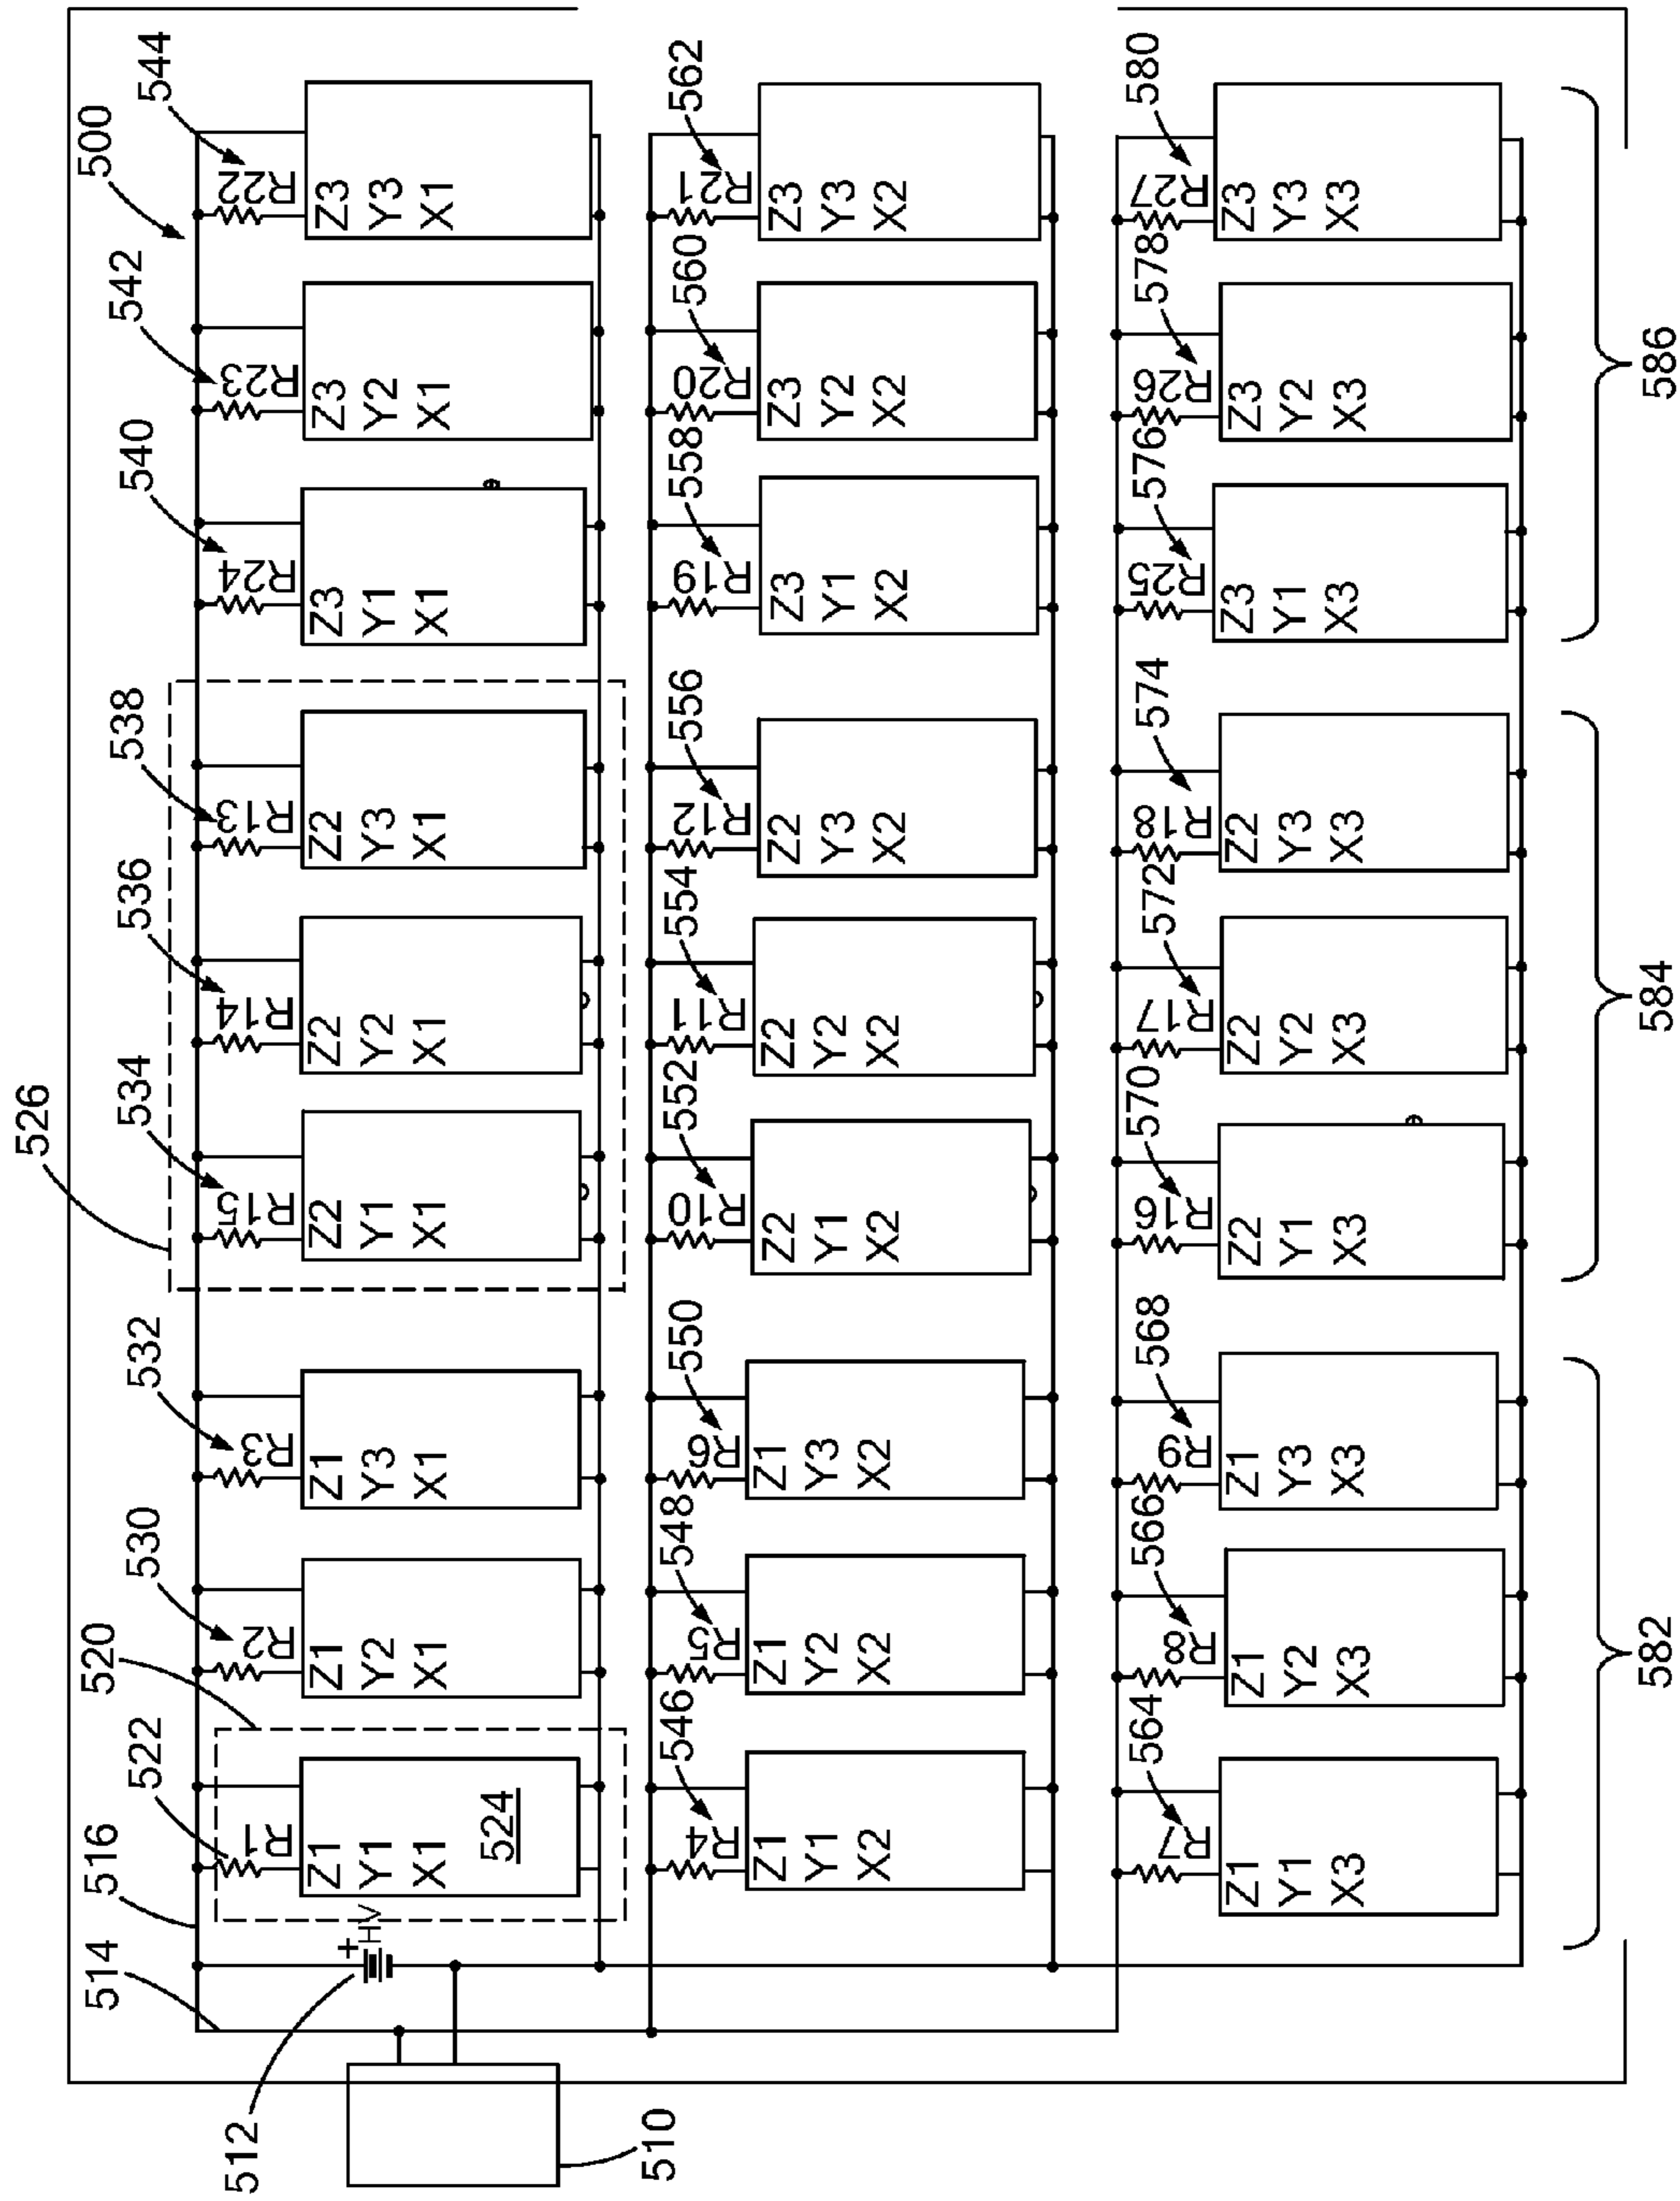 500
510
512
514
516
HV
+
520
522
R1
Z1
Y1
X1
524
530
R2
Z1
Y2
X1
532
R3
Z1
Y3
X1
526
534
R15
Z2
Y1
X1
536
R14
Z2
Y2
X1
538
R13
Z2
Y3
X1
540
R24
Z3
Y1
X1
542
R23
Z3
Y2
X1
544
R22
Z3
Y3
X1
546
R4
Z1
Y1
X2
548
R5
Z1
Y2
X2
550
R6
Z1
Y3
X2
552
R10
Z2
Y1
X2
554
R11
Z2
Y2
X2
556
R12
Z2
Y3
X2
558
R19
Z3
Y1
X2
560
R20
Z3
Y2
X2
562
R21
Z3
Y3
X2
564
R7
Z1
Y1
X3
566
R8
Z1
Y2
X3
568
R9
Z1
Y3
X3
570
R16
Z2
Y1
X3
572
R17
Z2
Y2
X3
574
R18
Z2
Y3
X3
576
R25
Z3
Y1
X3
578
R26
Z3
Y2
X3
580
R27
Z3
Y3
X3
582
584
586